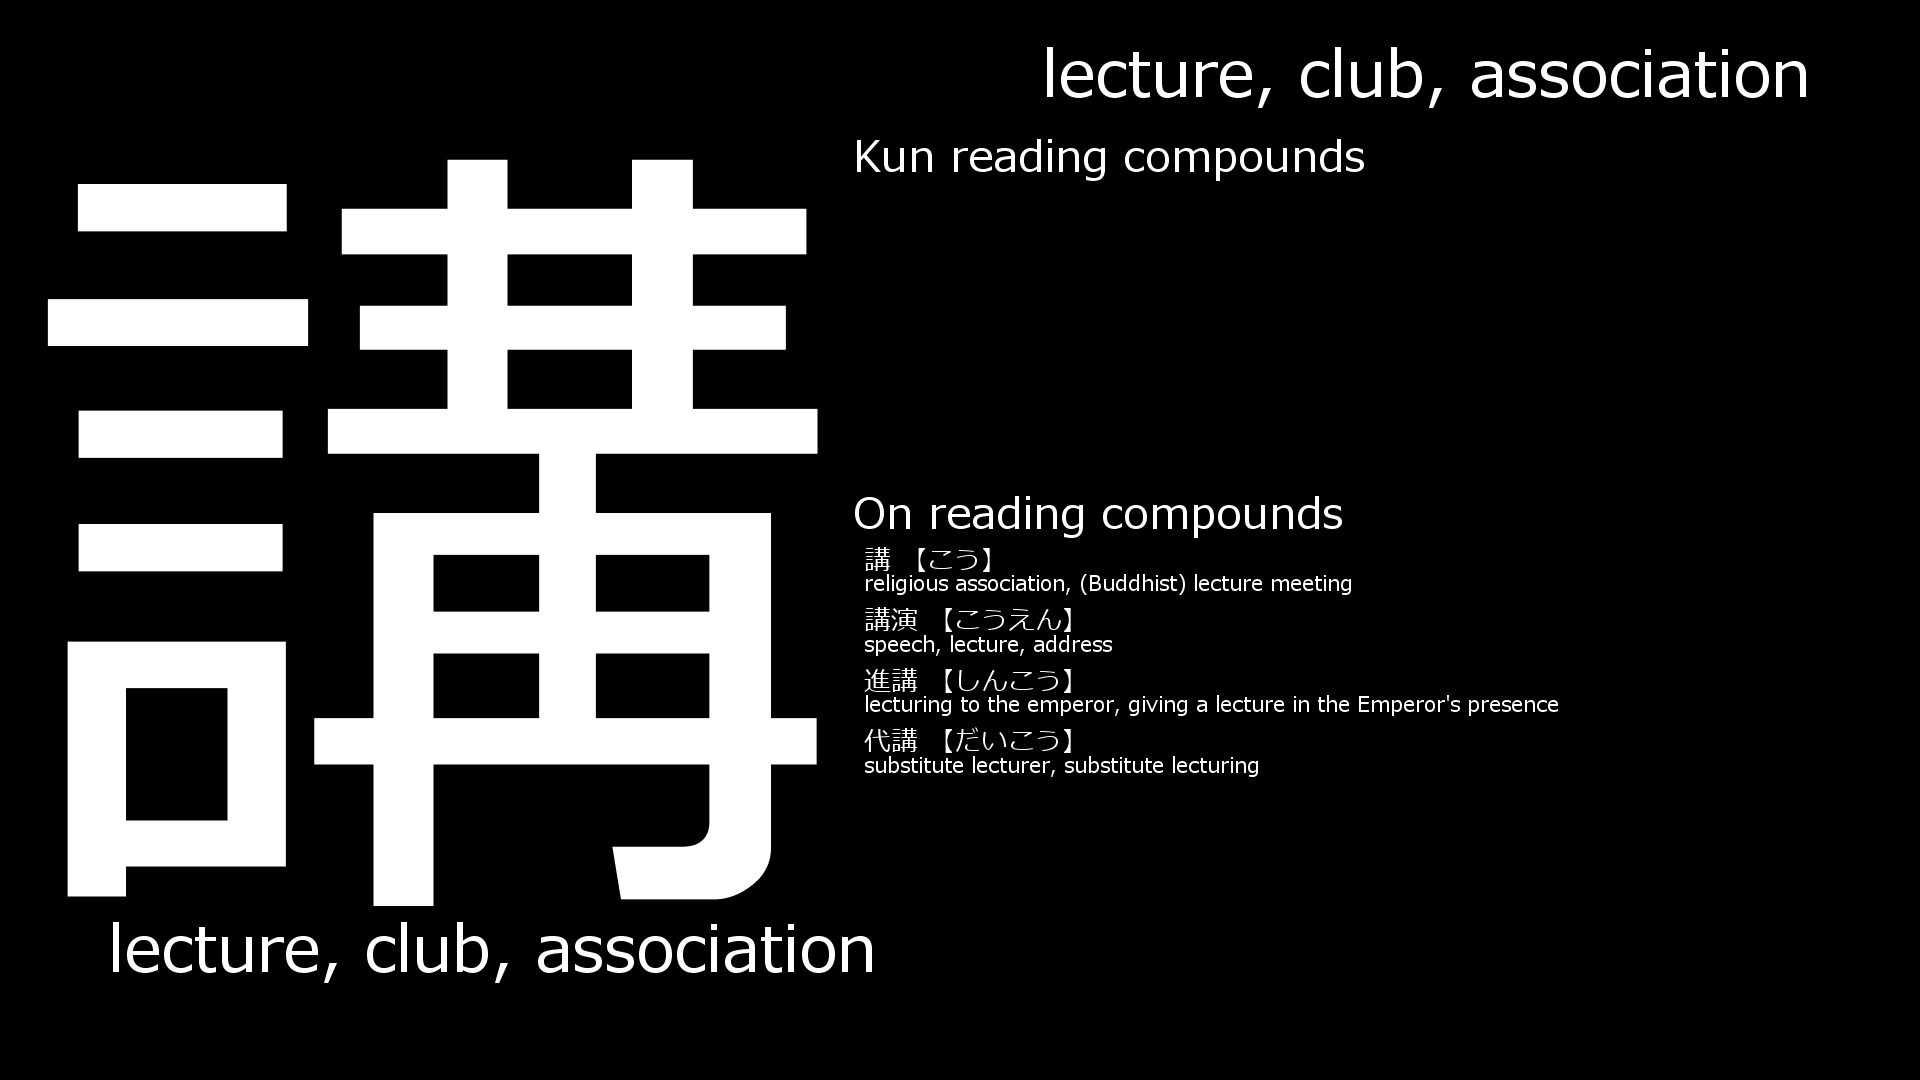 講
lecture, club, association
lecture, club, association
Kun reading compounds
On reading compounds
講 【こう】
religious association, (Buddhist) lecture meeting
講演 【こうえん】
speech, lecture, address
進講 【しんこう】
lecturing to the emperor, giving a lecture in the Emperor's presence
代講 【だいこう】
substitute lecturer, substitute lecturing